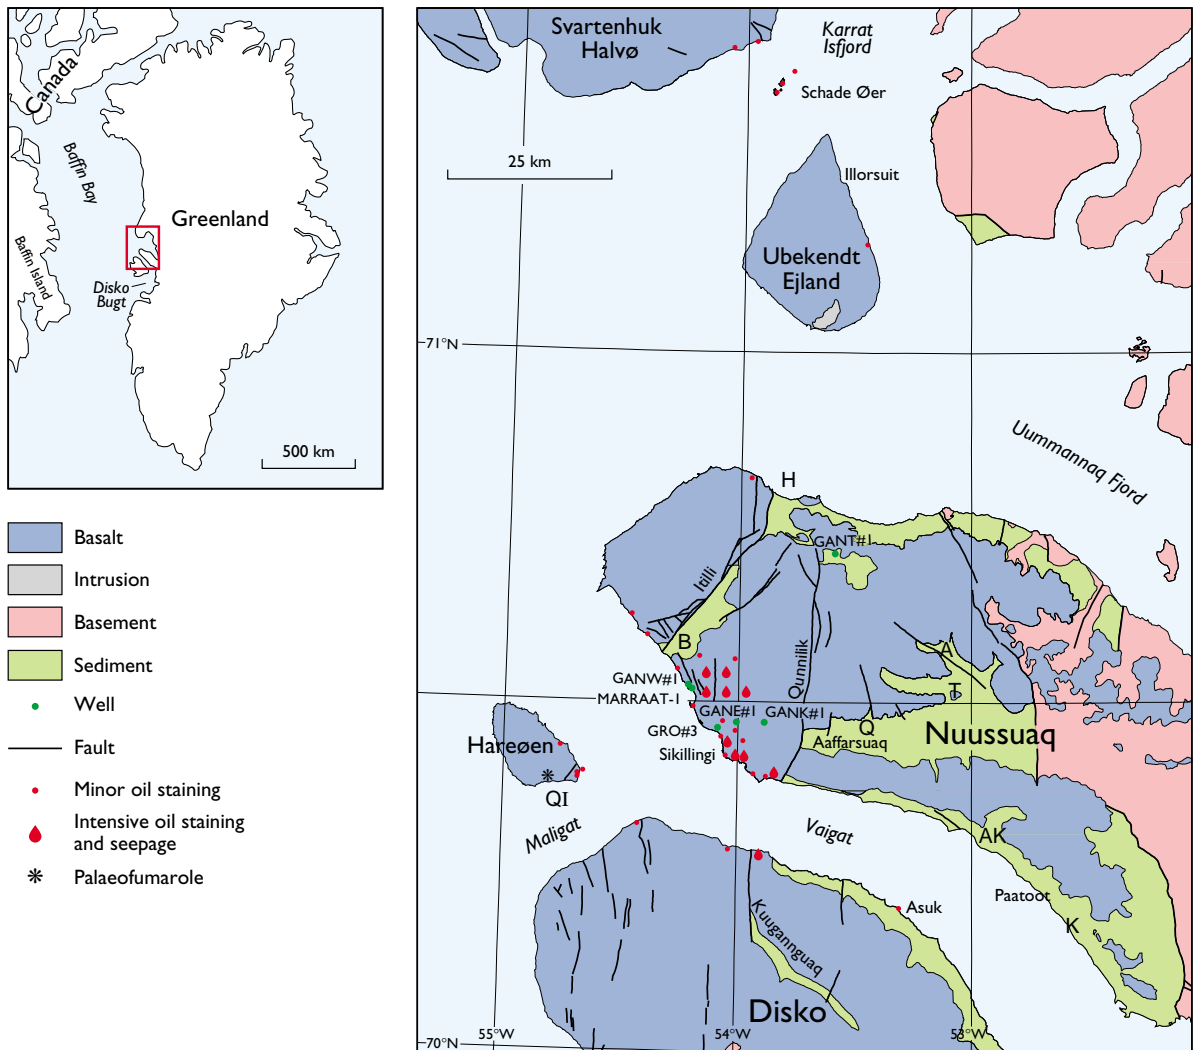 Canada
Baffin Bay
Greenland
Baffin Island
Disko
Bugt
500 km
Basalt
Intrusion
Basement
Sediment
Well
Fault
Minor oil staining
Intensive oil staining
and seepage
Palaeofumarole
Svartenhuk
Halvø
Karrat
Isfjord
Schade Øer
25 km
Illorsuit
Ubekendt
Ejland
71°N
Uummannaq Fjord
H
GANT#1
Itilli
B
A
Qunnilik
GANW#1
T
MARRAAT-1
GANE#1
GANK#1
Q
GRO#3
Nuussuaq
Hareøen
Aaffarsuaq
Sikillingi
QI
Maligat
Vaigat
AK
Paatoot
Asuk
K
Kuugannguaq
Disko
55°W
54°W
53°W
70°N